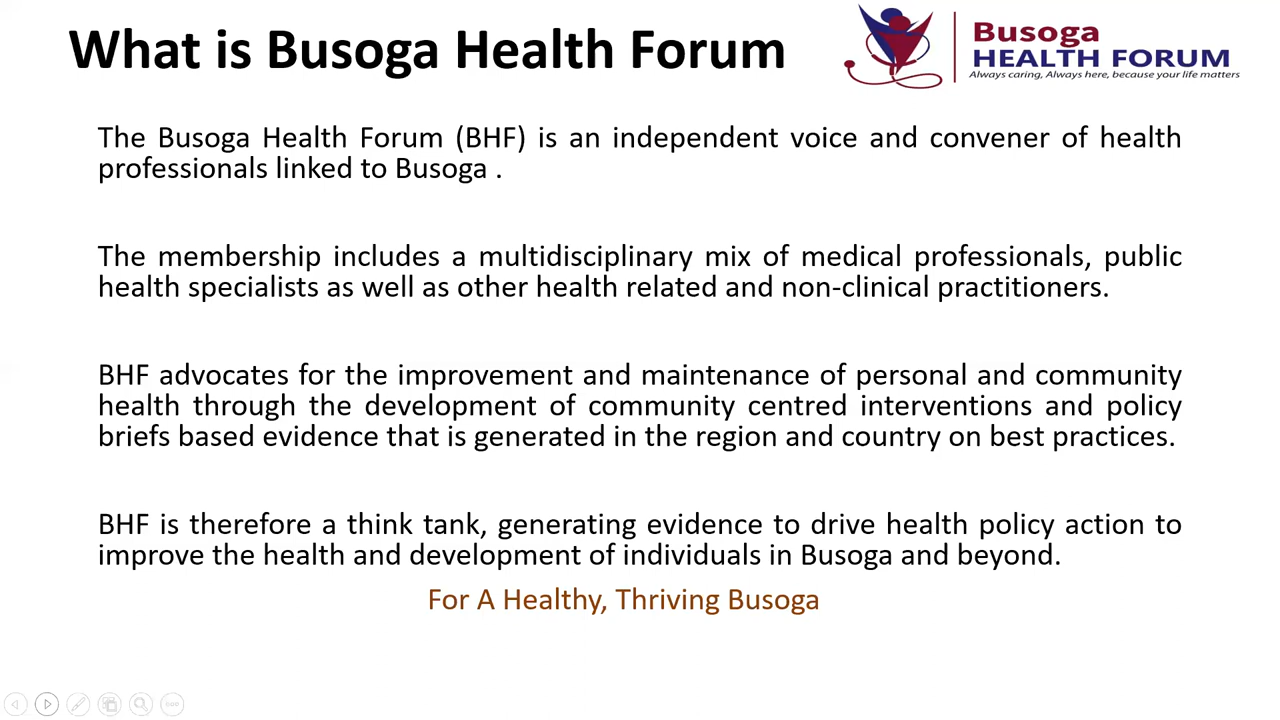 What is Busoga Health Forum
Busoga
HEALTH FORUM
Always caring, Always here, because your life matters
The Busoga Health Forum (BHF) is an independent voice and convener of health
professionals linked to Busoga .
The membership includes a multidisciplinary mix of medical professionals, public
health specialists as well as other health related and non-clinical practitioners.
BHF advocates for the improvement and maintenance of personal and community
health through the development of community centred interventions and policy
briefs based evidence that is generated in the region and country on best practices.
BHF is therefore a think tank, generating evidence to drive health policy action to
improve the health and development of individuals in Busoga and beyond.
For A Healthy, Thriving Busoga